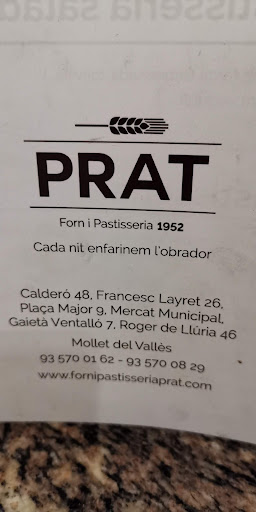 PRAT
Forn i Pastisseria 1952
Cada nit enfarinem l'obrador
Calderó 48, Francesc Layret 26,
Plaça Major 9, Mercat Municipal,
Gaietà Ventalló 7, Roger de Llúria 46
Mollet del Vallès
93 570 01 62 - 93 570 08 29
www.fornipastisseriaprat.com